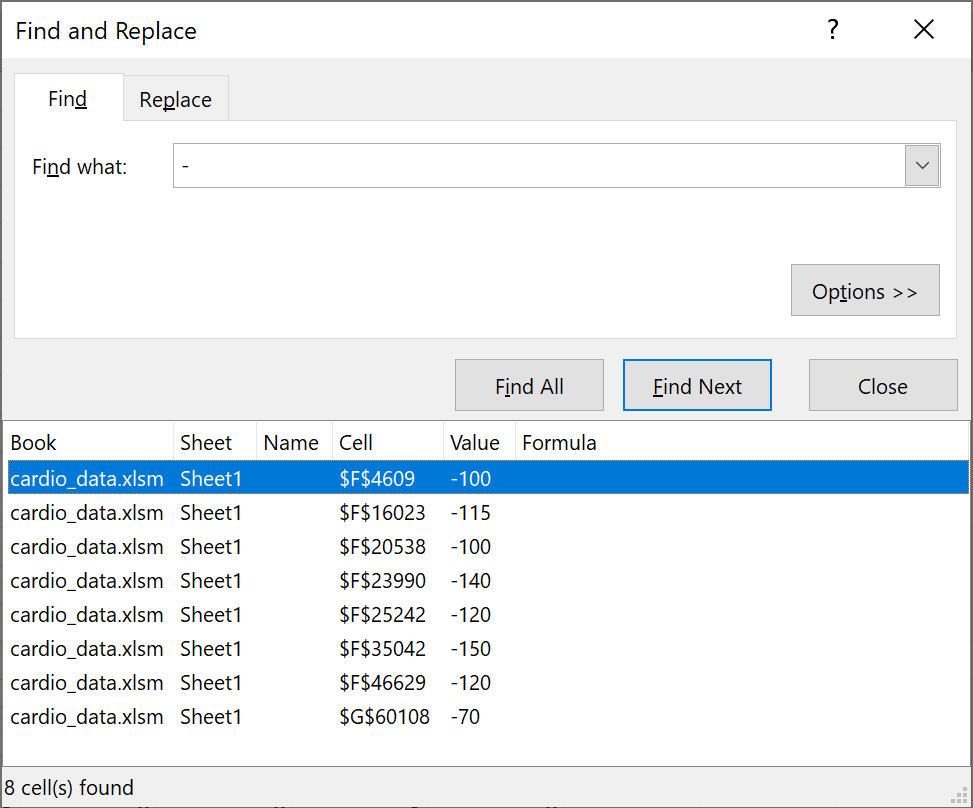 Find and Replace ?
Find Replace
Find what: -
Options >>
Find All Find Next Close
Book Sheet Name Cell Value Formula
cardio_data.xlsm Sheet1 $F$4609 -100
cardio_data.xlsm Sheet1 $F$16023 -115
cardio_data.xlsm Sheet1 $F$20538 -100
cardio_data.xlsm Sheet1 $F$23990 -140
cardio_data.xlsm Sheet1 $F$25242 -120
cardio_data.xlsm Sheet1 $F$35042 -150
cardio_data.xlsm Sheet1 $F$46629 -120
cardio_data.xlsm Sheet1 $G$60108 -70
8 cell(s) found